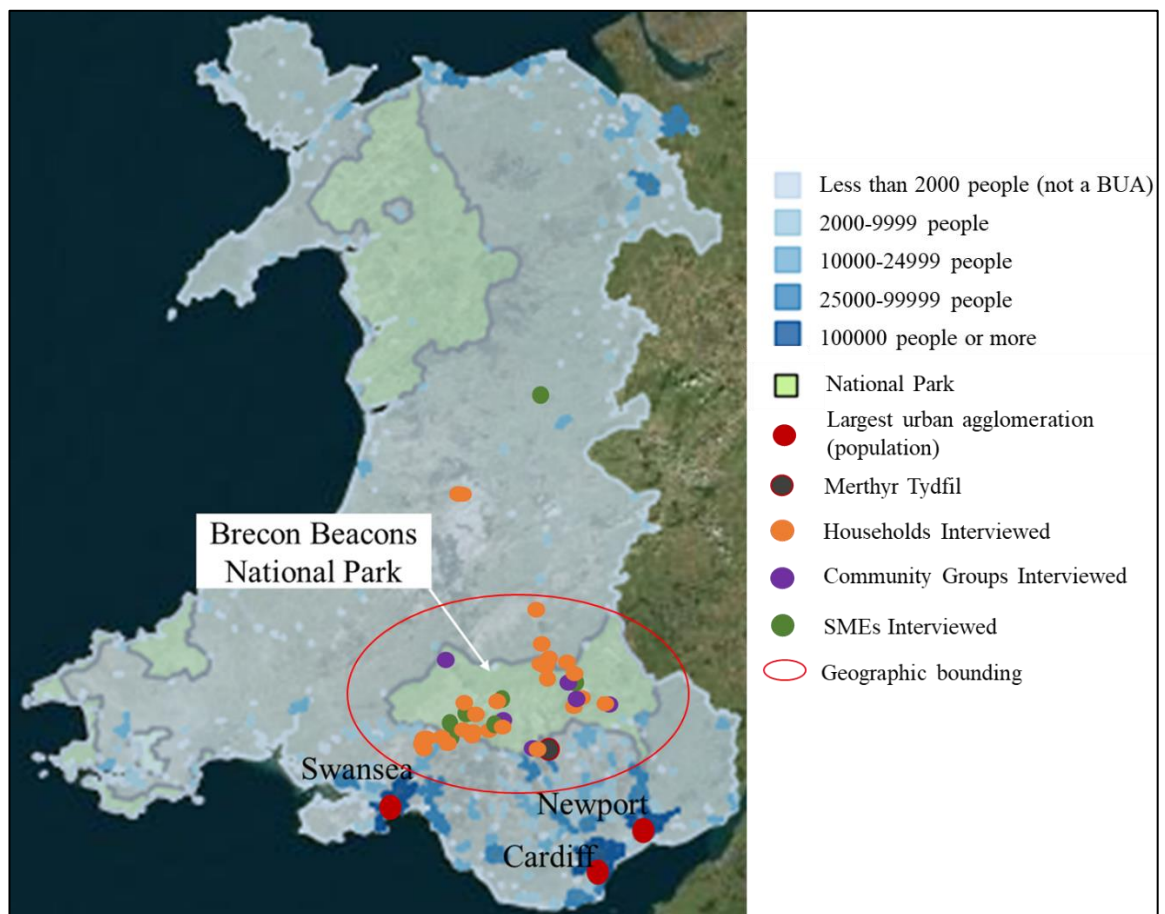 Less than 2000 people (not a BUA)
2000-9999 people
10000-24999 people
25000-99999 people
100000 people or more
National Park
Largest urban agglomeration
(population)
Merthyr Tydfil
Households Interviewed
Community Groups Interviewed
SMEs Interviewed
Geographic bounding
Brecon Beacons
National Park
Swansea
Newport
Cardiff